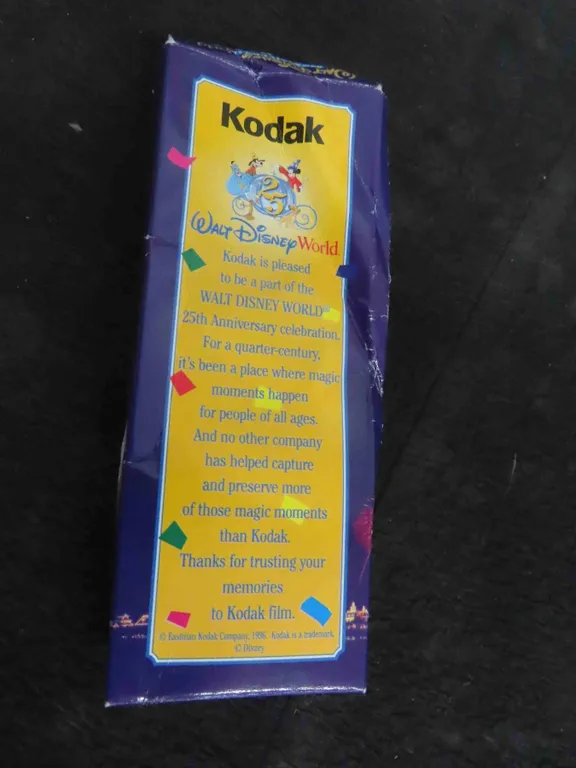 Kodak
25
WALT DISNEY World
Kodak is pleased
to be a part of the
WALT DISNEY WORLD®
25th Anniversary celebration.
For a quarter-century,
it's been a place where magic
moments happen
for people of all ages.
And no other company
has helped capture
and preserve more
of those magic moments
than Kodak.
Thanks for trusting your
memories
to Kodak film.
© Eastman Kodak Company, 1996. Kodak is a trademark.
© Disney